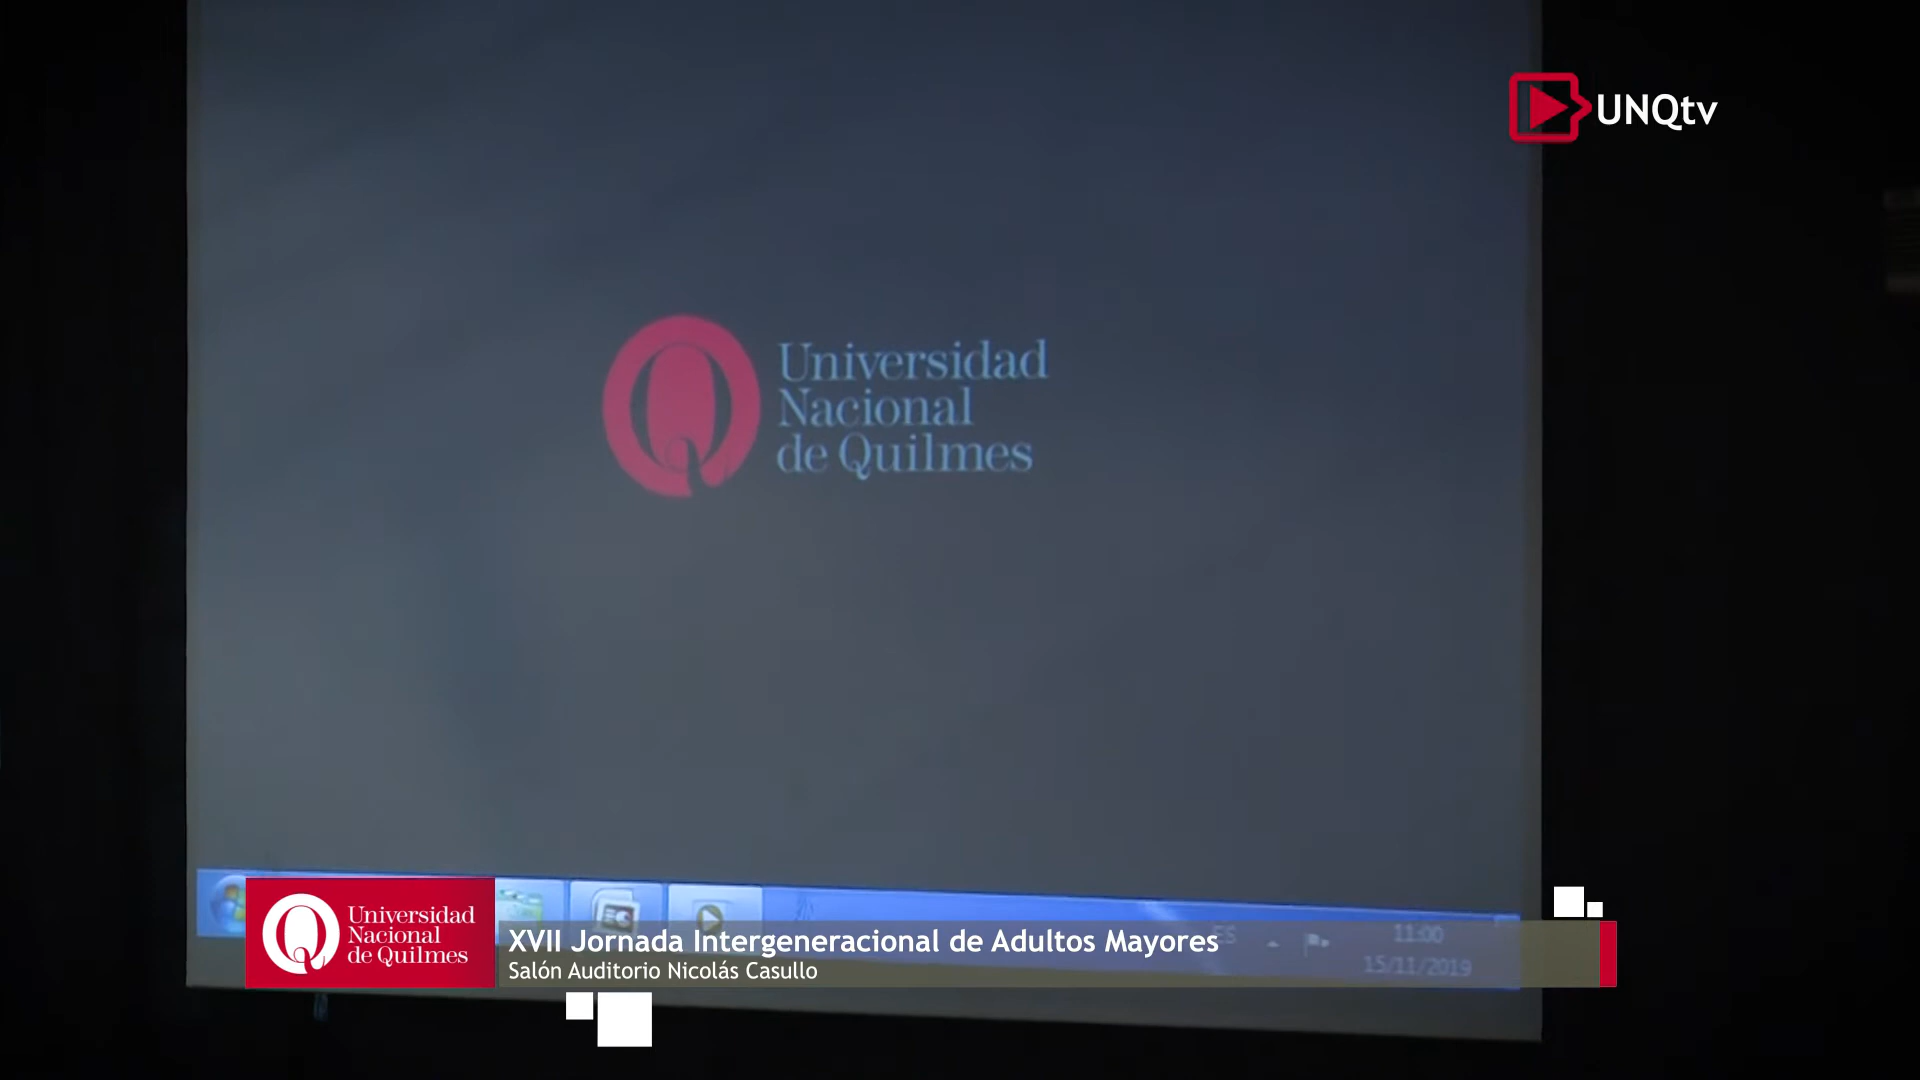 UNQtv
Universidad
Nacional
de Quilmes
ES
11:00
15/11/2019
Universidad
Nacional
de Quilmes
XVII Jornada Intergeneracional de Adultos Mayores
Salón Auditorio Nicolás Casullo